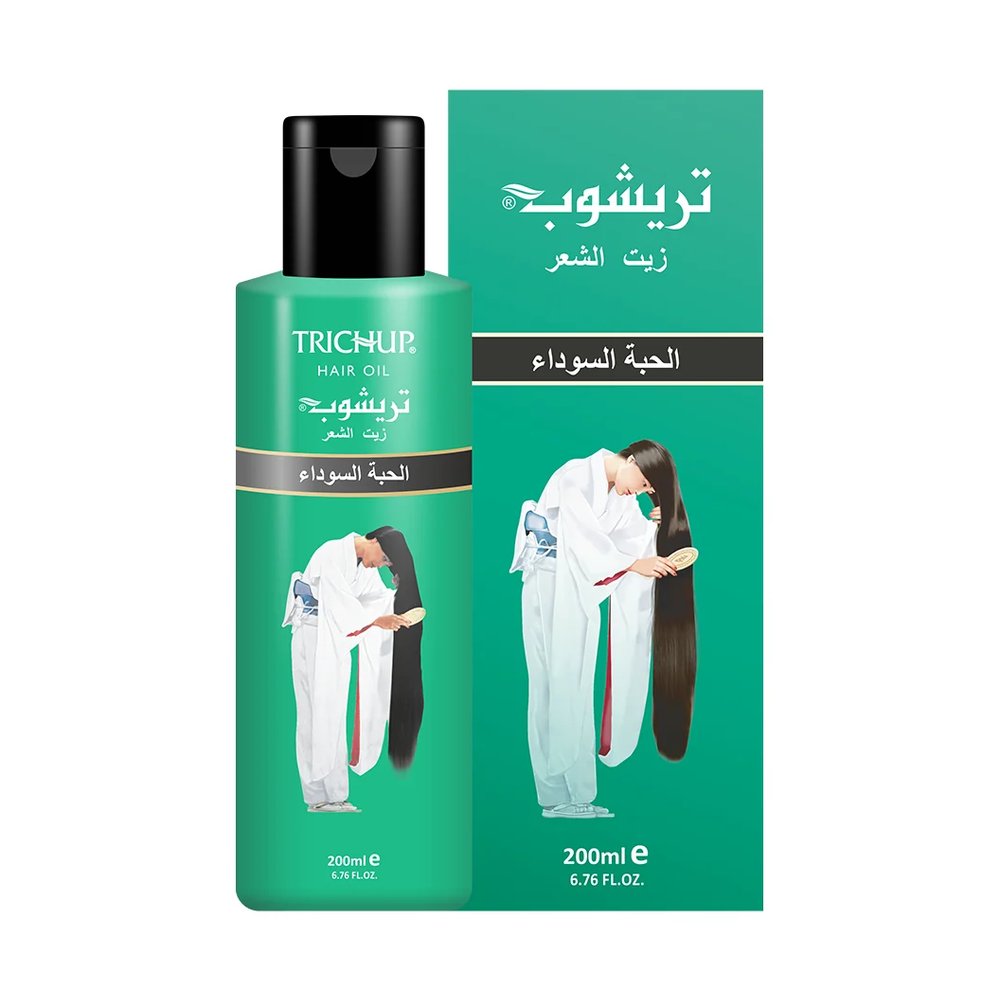 TRICHUP®
HAIR OIL
تريشوب®
زيت الشعر
الحبة السوداء
200ml e
6.76 FL.OZ.
تريشوب®
زيت الشعر
الحبة السوداء
200ml e
6.76 FL.OZ.